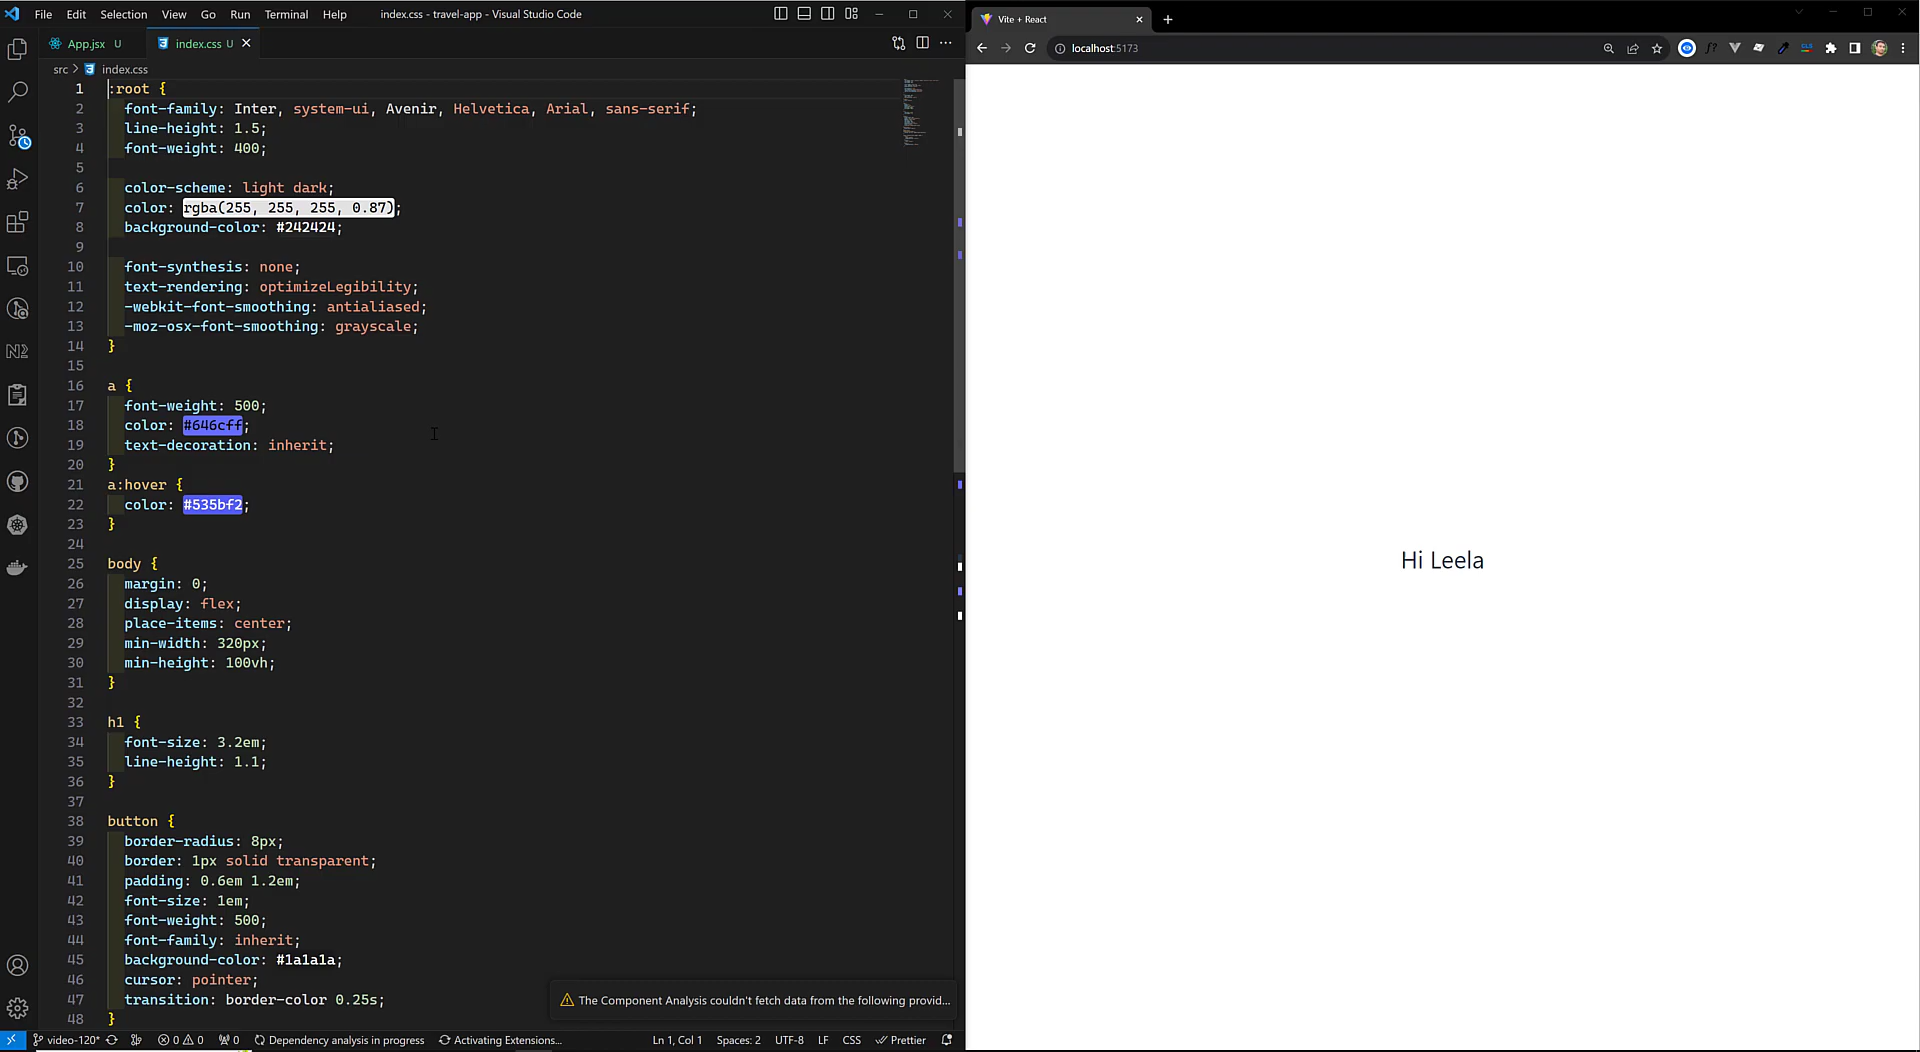 File Edit Selection View Go Run Terminal Help index.css - travel-app - Visual Studio Code
App.jsx U index.css U
src > index.css
1 :root {
2 font-family: Inter, system-ui, Avenir, Helvetica, Arial, sans-serif;
3 line-height: 1.5;
4 font-weight: 400;
5
6 color-scheme: light dark;
7 color: rgba(255, 255, 255, 0.87);
8 background-color: #242424;
9
10 font-synthesis: none;
11 text-rendering: optimizeLegibility;
12 -webkit-font-smoothing: antialiased;
13 -moz-osx-font-smoothing: grayscale;
14 }
15
16 a {
17 font-weight: 500;
18 color: #646cff;
19 text-decoration: inherit;
20 }
21 a:hover {
22 color: #535bf2;
23 }
24
25 body {
26 margin: 0;
27 display: flex;
28 place-items: center;
29 min-width: 320px;
30 min-height: 100vh;
31 }
32
33 h1 {
34 font-size: 3.2em;
35 line-height: 1.1;
36 }
37
38 button {
39 border-radius: 8px;
40 border: 1px solid transparent;
41 padding: 0.6em 1.2em;
42 font-size: 1em;
43 font-weight: 500;
44 font-family: inherit;
45 background-color: #1a1a1a;
46 cursor: pointer;
47 transition: border-color 0.25s;
48 }
The Component Analysis couldn't fetch data from the following provid...
video-120* 0 0 0 Dependency analysis in progress Activating Extensions... Ln 1, Col 1 Spaces: 2 UTF-8 LF CSS Prettier
Vite + React
localhost:5173
Hi Leela